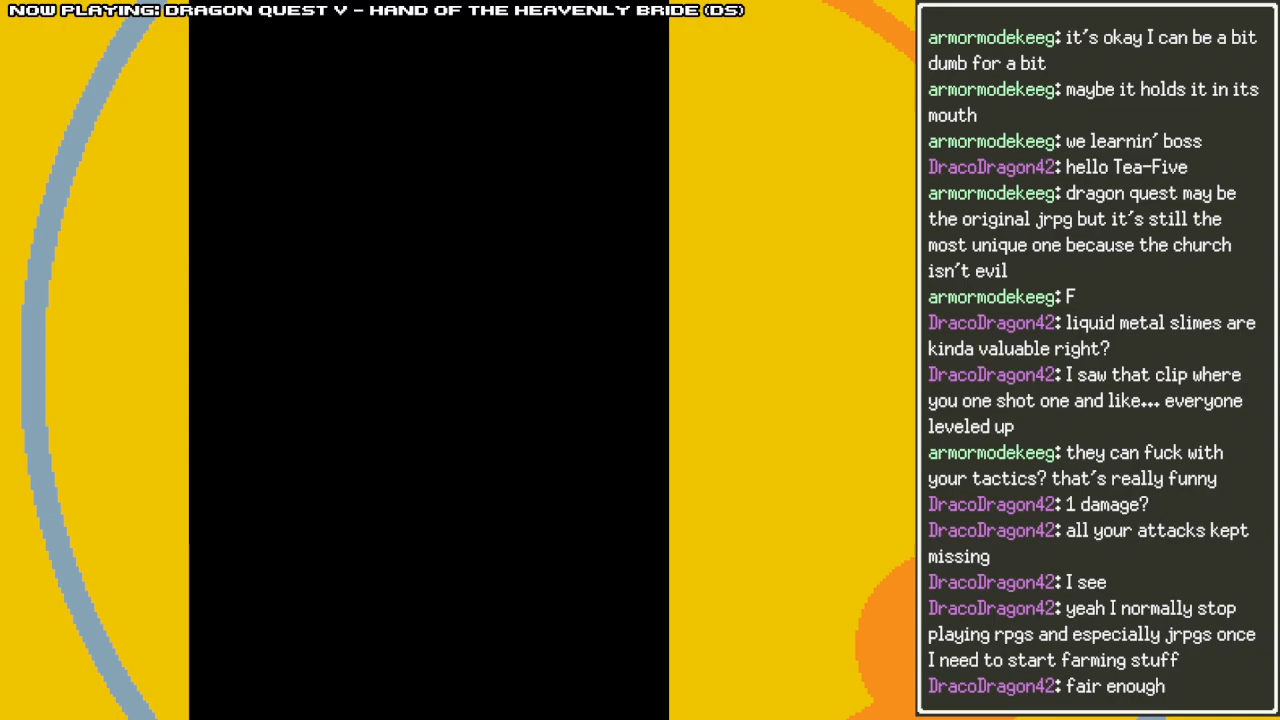 NOW PLAYING: DRAGON QUEST V - HAND OF THE HEAVENLY BRIDE (DS)
armormodekeeg: it's okay I can be a bit
dumb for a bit
armormodekeeg: maybe it holds it in its
mouth
armormodekeeg: we learnin' boss
DracoDragon42: hello Tea-Five
armormodekeeg: dragon quest may be
the original jrpg but it's still the
most unique one because the church
isn't evil
armormodekeeg: F
DracoDragon42: liquid metal slimes are
kinda valuable right?
DracoDragon42: I saw that clip where
you one shot one and like... everyone
leveled up
armormodekeeg: they can fuck with
your tactics? that's really funny
DracoDragon42: 1 damage?
DracoDragon42: all your attacks kept
missing
DracoDragon42: I see
DracoDragon42: yeah I normally stop
playing rpgs and especially jrpgs once
I need to start farming stuff
DracoDragon42: fair enough